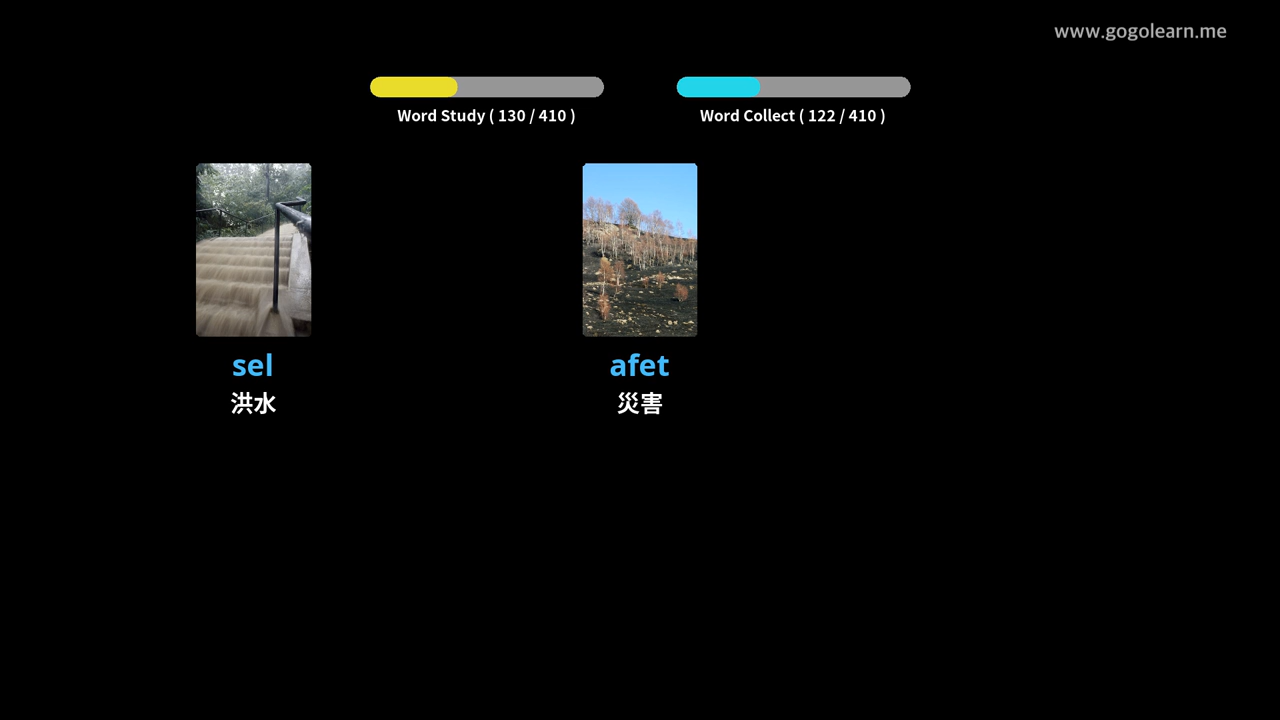 www.gogolearn.me
Word Study ( 130 / 410 )
Word Collect ( 122 / 410 )
sel
洪水
afet
災害